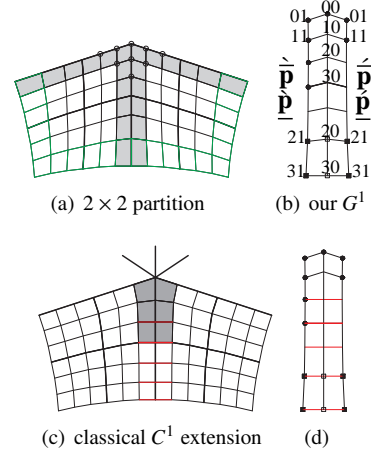 00
01 01
10
11 11
20
30
p̀ ṕ
p̀ ṕ
21 20 21
31 30 31
(a) 2 × 2 partition
(b) our G¹
(c) classical C¹ extension
(d)